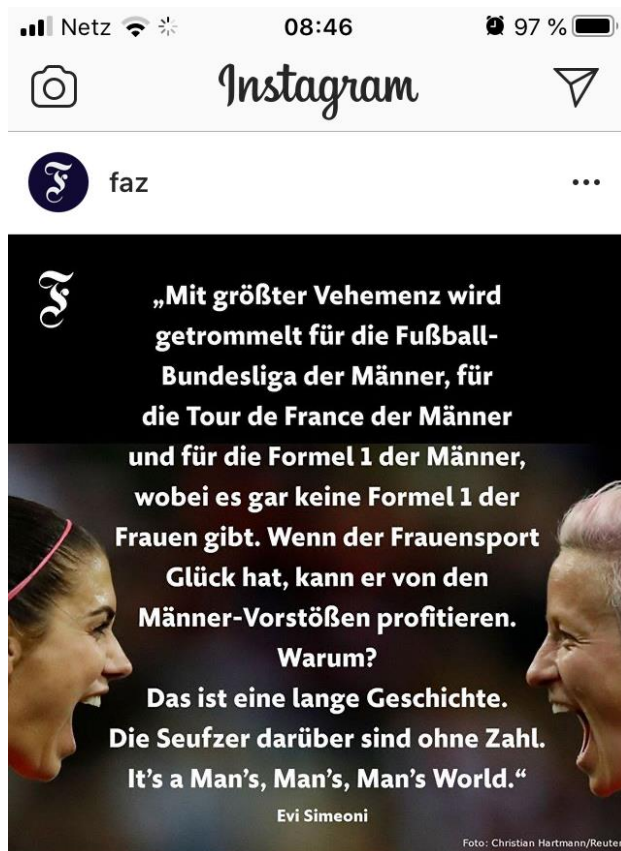 Netz 08:46 97 %
Instagram
faz
F
„Mit größter Vehemenz wird
getrommelt für die Fußball-
Bundesliga der Männer, für
die Tour de France der Männer
und für die Formel 1 der Männer,
wobei es gar keine Formel 1 der
Frauen gibt. Wenn der Frauensport
Glück hat, kann er von den
Männer-Vorstößen profitieren.
Warum?
Das ist eine lange Geschichte.
Die Seufzer darüber sind ohne Zahl.
It’s a Man’s, Man’s, Man’s World.“
Evi Simeoni
Foto: Christian Hartmann/Reute